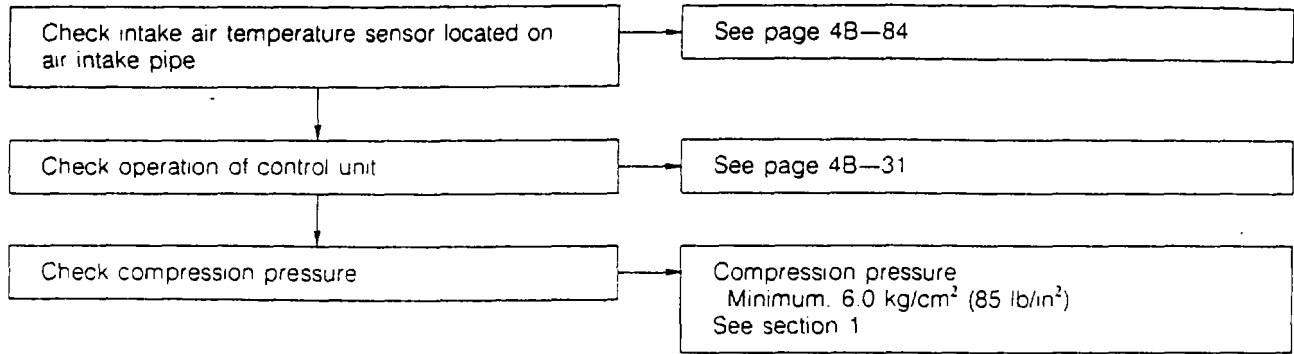 Check intake air temperature sensor located on
air intake pipe
See page 4B—84
Check operation of control unit
See page 4B—31
Check compression pressure
Compression pressure
Minimum. 6.0 kg/cm² (85 lb/in²)
See section 1